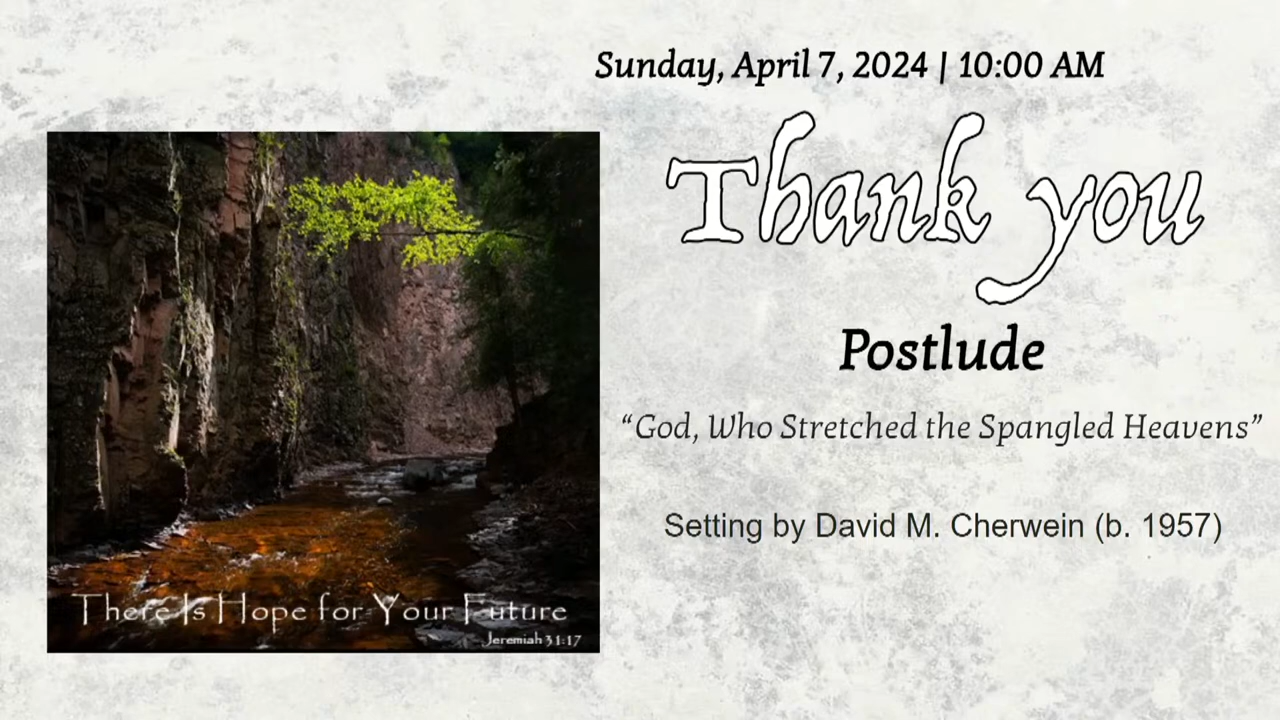 Sunday, April 7, 2024 | 10:00 AM
Thank you
Postlude
“God, Who Stretched the Spangled Heavens”
Setting by David M. Cherwein (b. 1957)
There Is Hope for Your Future
Jeremiah 31:17